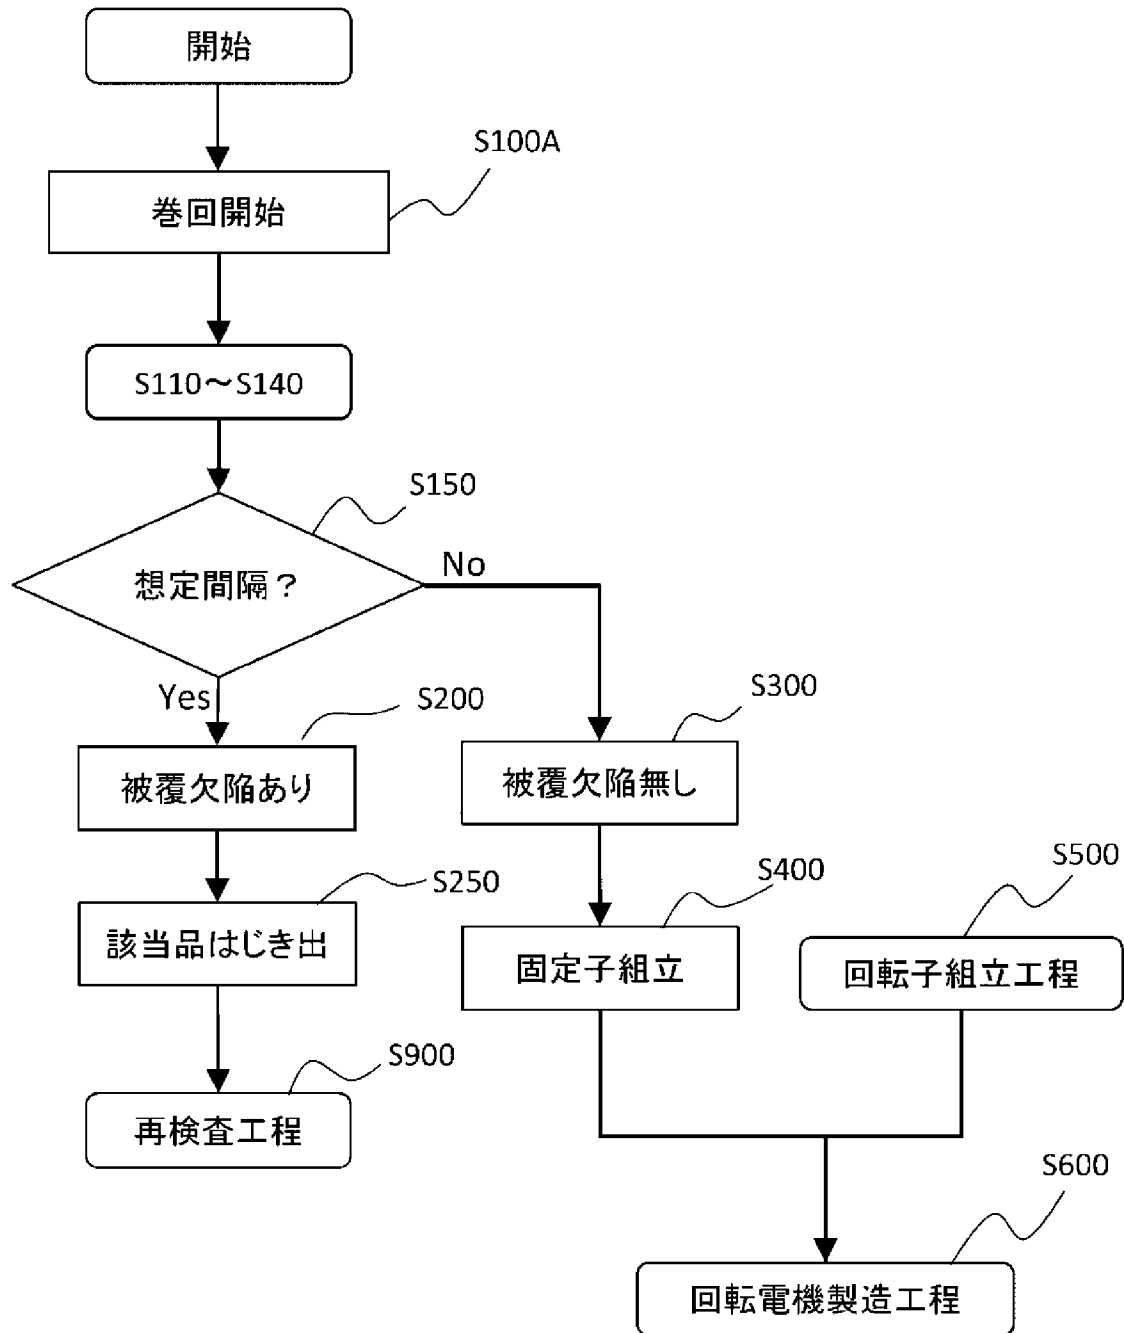 開始
S100A
巻回開始
S110～S140
S150
想定間隔？
No
Yes
S200
S300
被覆欠陥あり
被覆欠陥無し
S250
S400
S500
該当品はじき出
固定子組立
回転子組立工程
S900
再検査工程
S600
回転電機製造工程